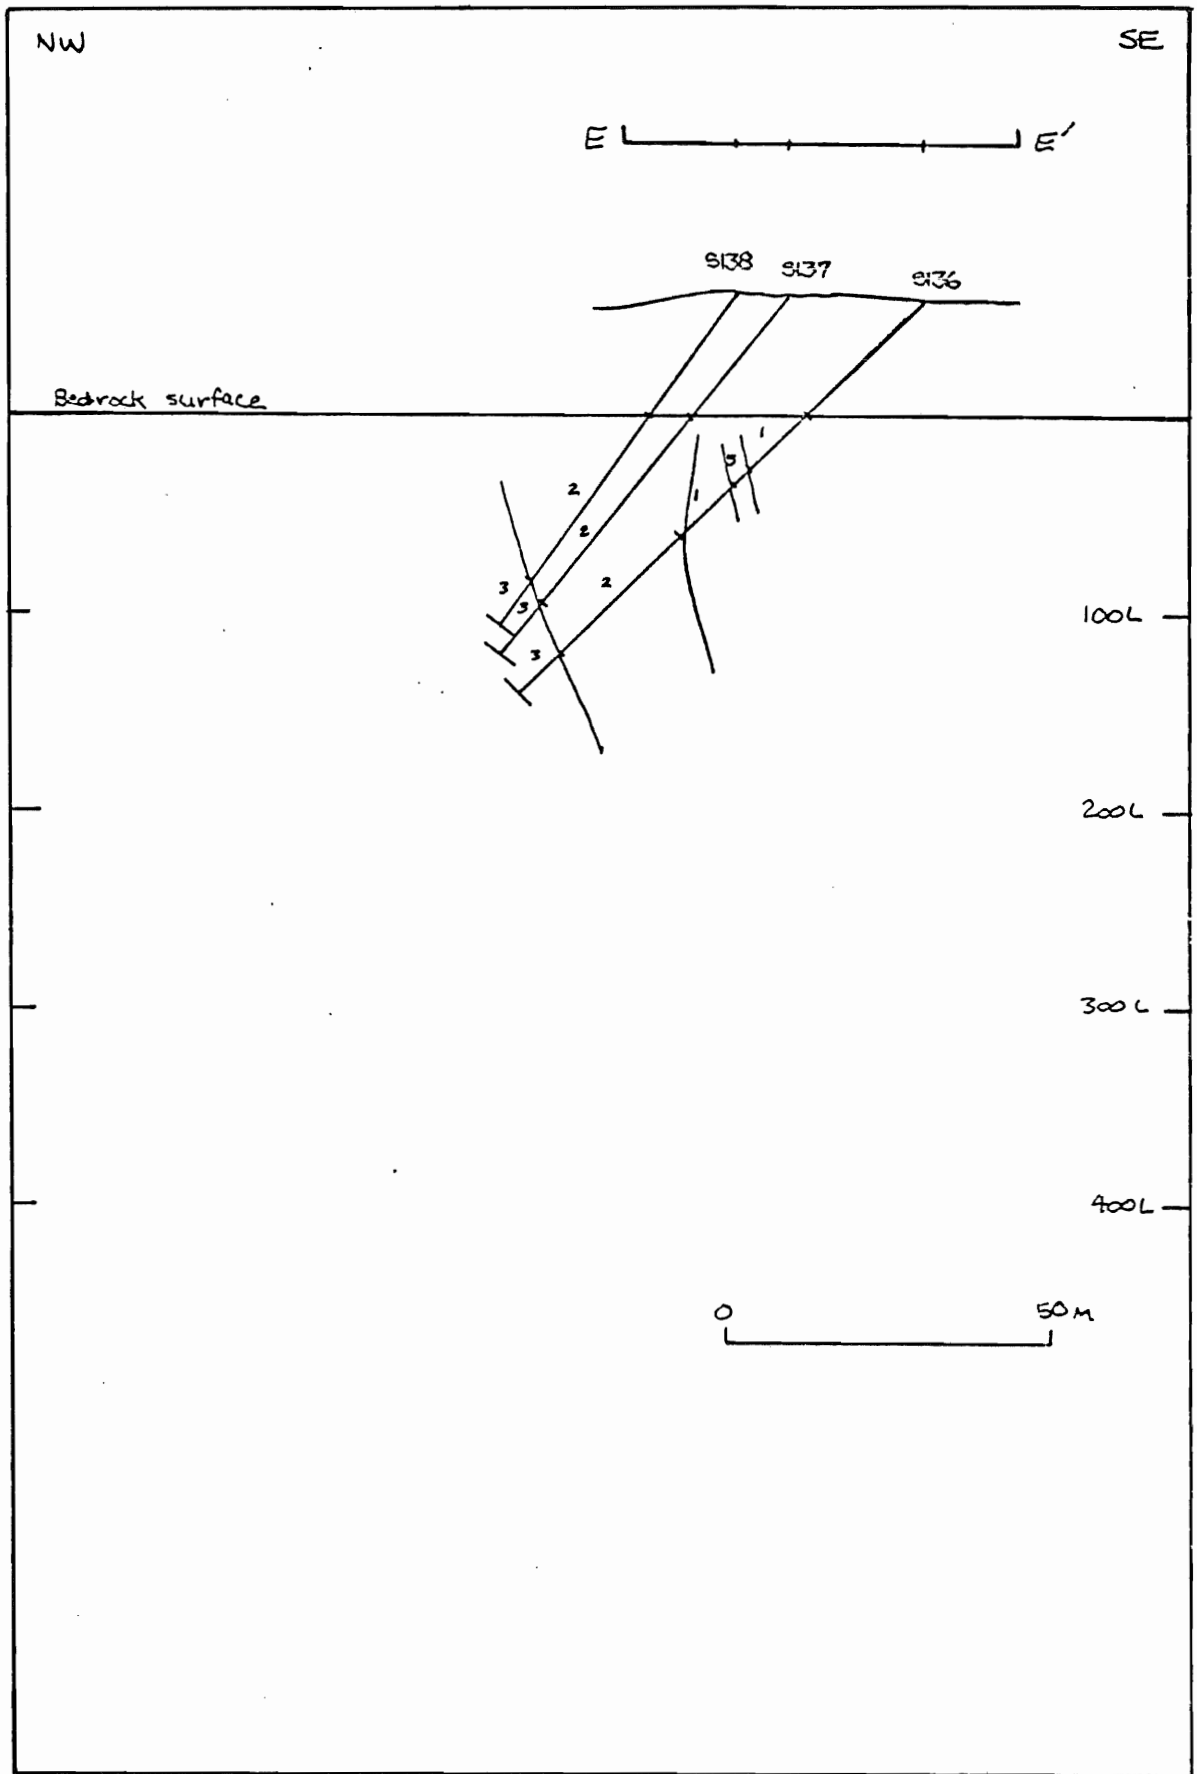 NW SE
E E′
S138 S137 S136
Bedrock surface
1
5
2 1
2
3 3 2
100L
3
200L
300L
400L
0 50M